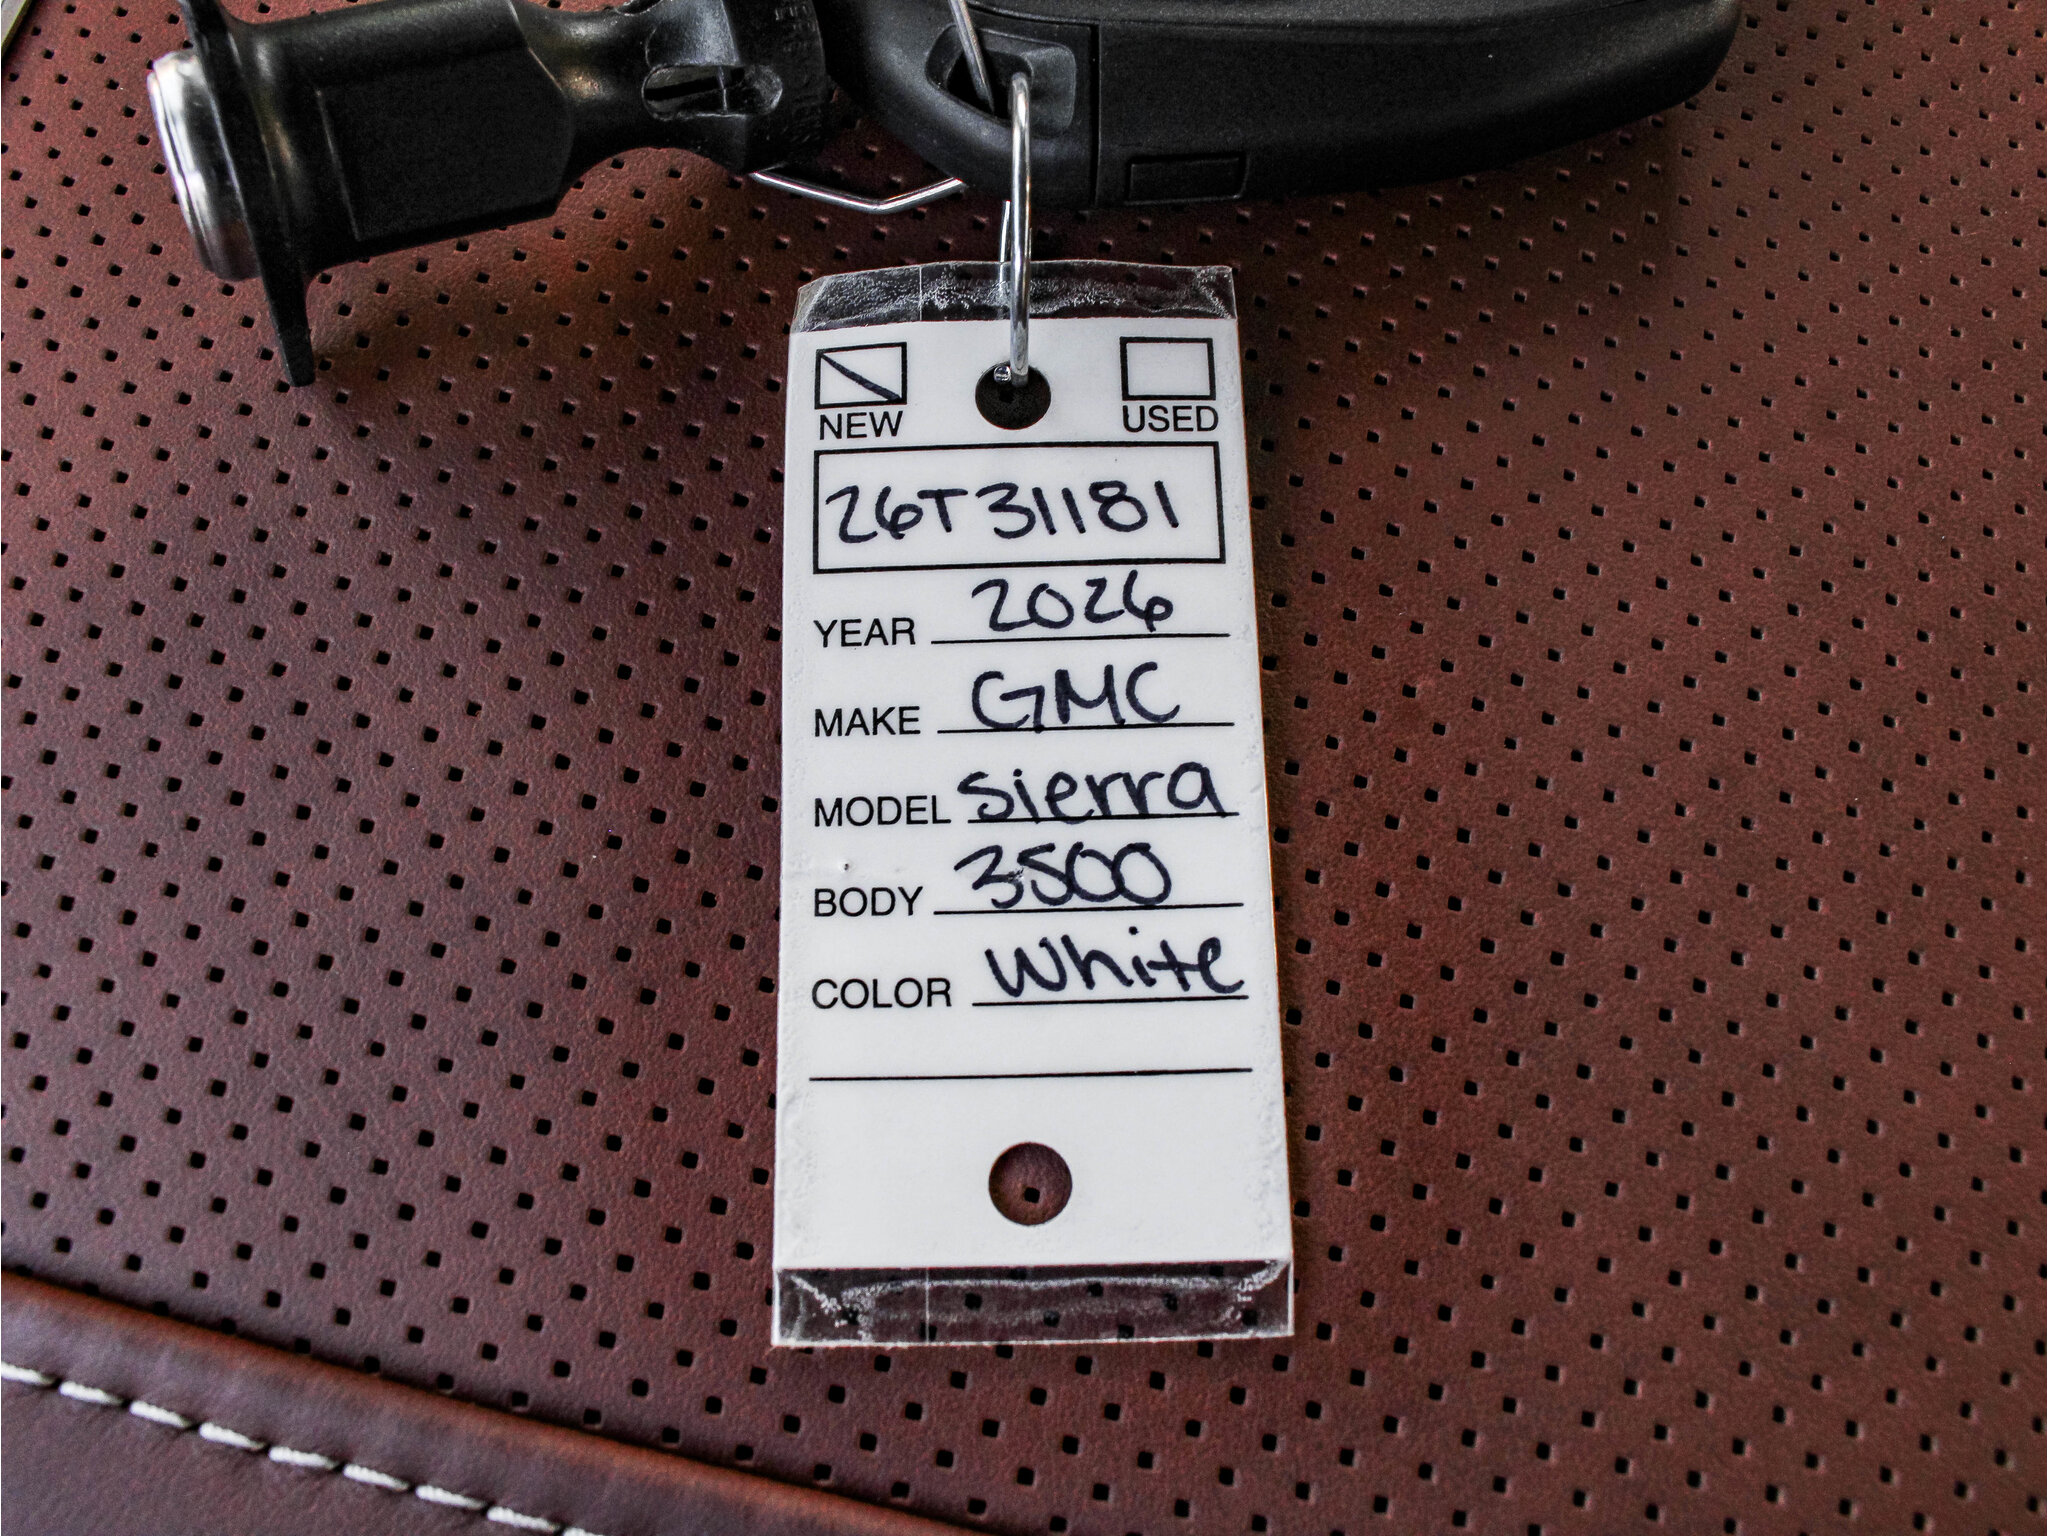 NEW USED
26T31181
YEAR 2026
MAKE GMC
MODEL sierra
BODY 3500
COLOR White